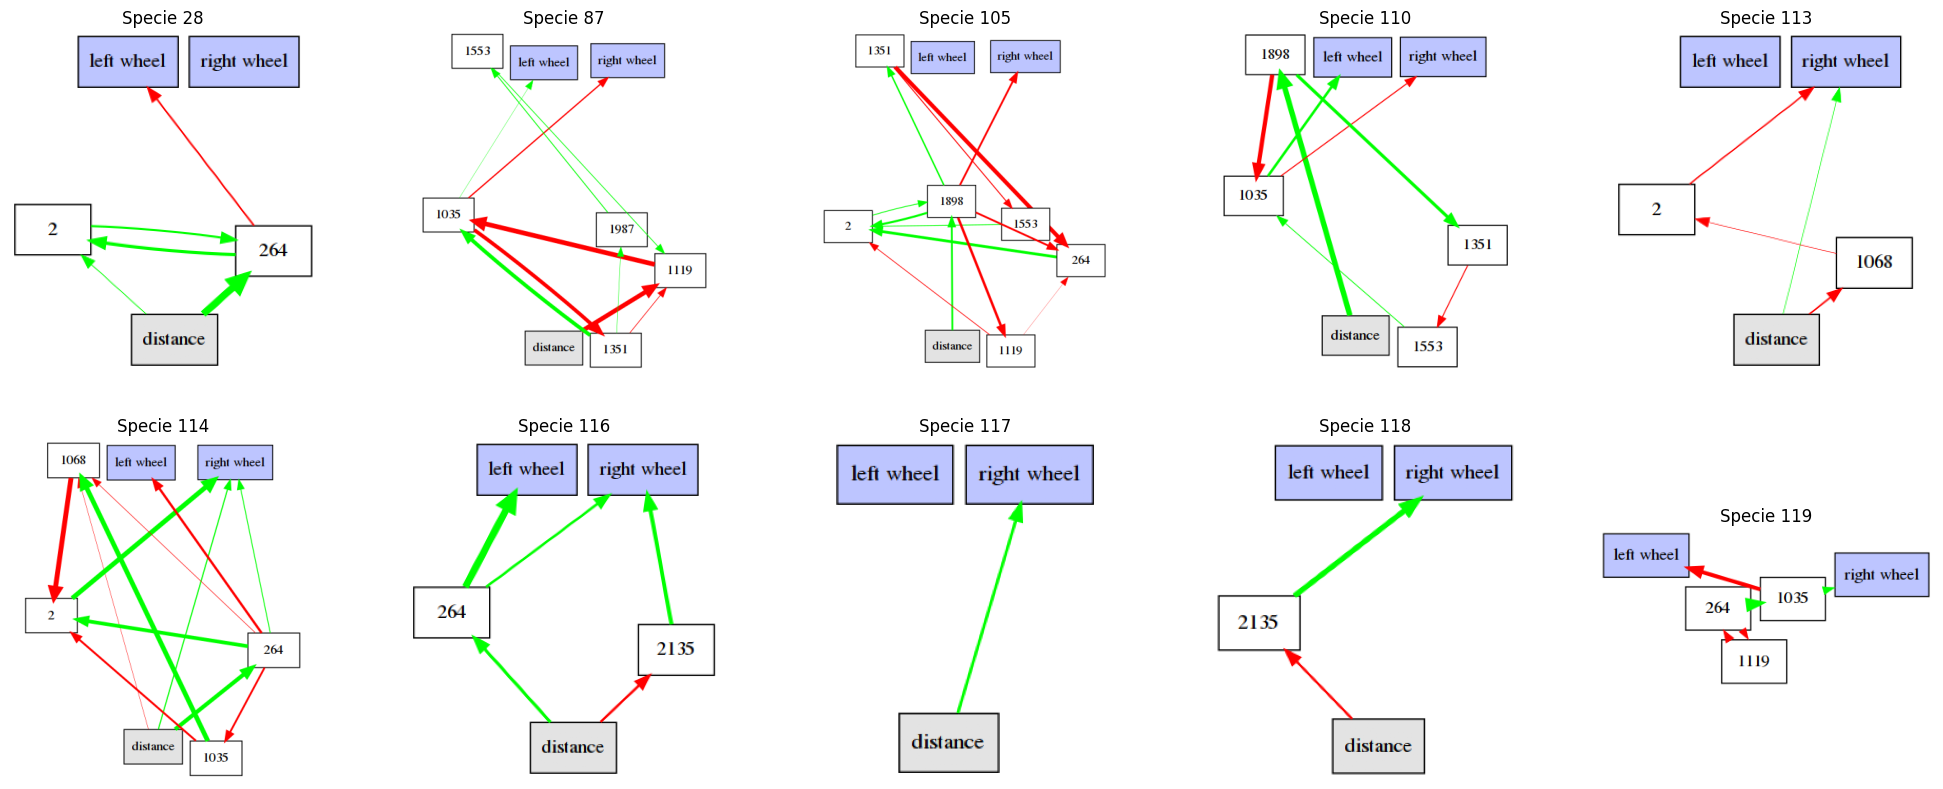 Specie 28
left wheel
right wheel
2
264
distance
Specie 87
1553
left wheel
right wheel
1035
1987
1119
distance
1351
Specie 105
1351
left wheel
right wheel
1898
2
1553
264
distance
1119
Specie 110
1898
left wheel
right wheel
1035
1351
distance
1553
Specie 113
left wheel
right wheel
2
1068
distance
Specie 114
1068
left wheel
right wheel
2
264
distance
1035
Specie 116
left wheel
right wheel
264
2135
distance
Specie 117
left wheel
right wheel
distance
Specie 118
left wheel
right wheel
2135
distance
Specie 119
left wheel
right wheel
264
1035
1119